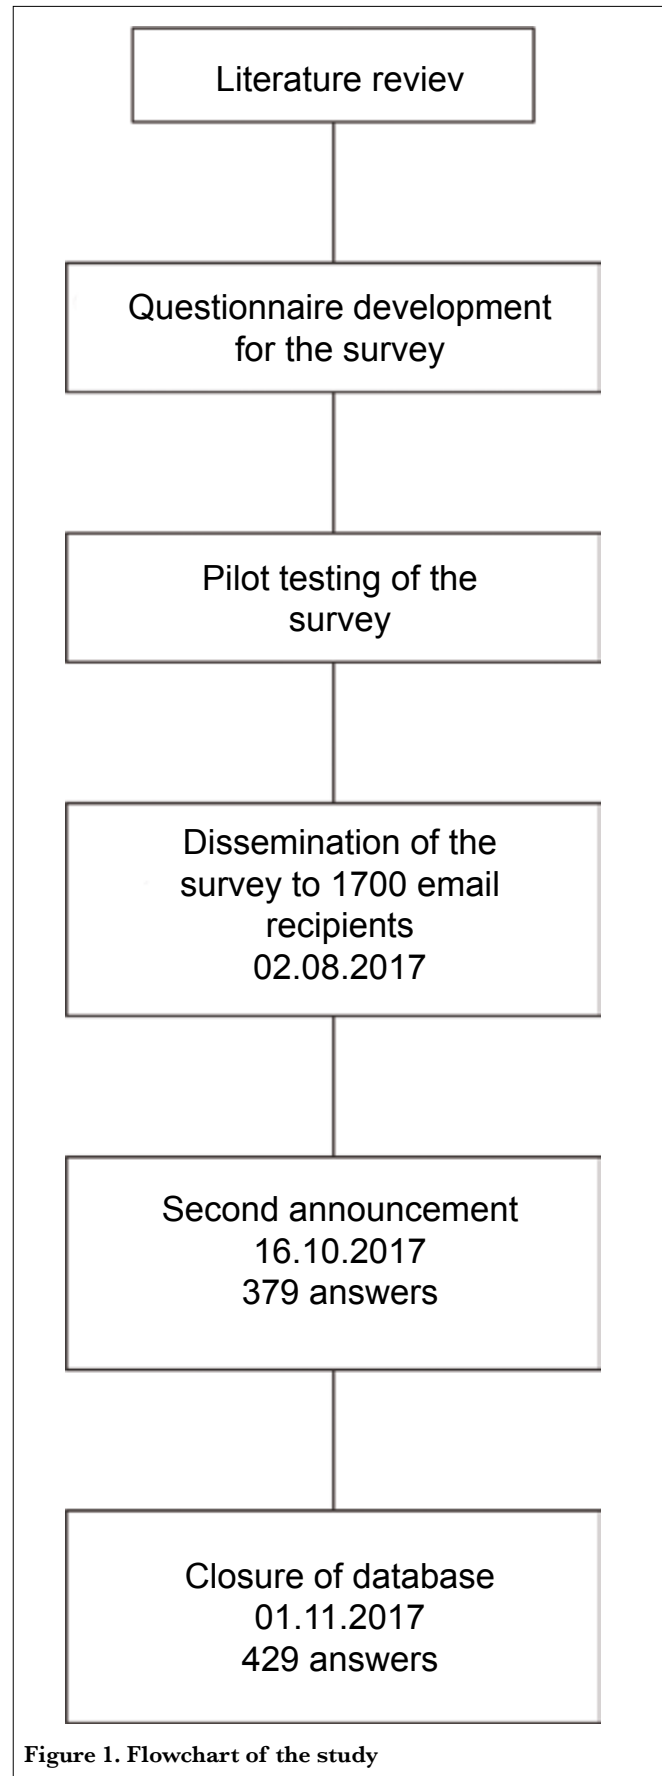 Literature reviev
Questionnaire development
for the survey
Pilot testing of the
survey
Dissemination of the
survey to 1700 email
recipients
02.08.2017
Second announcement
16.10.2017
379 answers
Closure of database
01.11.2017
429 answers
Figure 1. Flowchart of the study